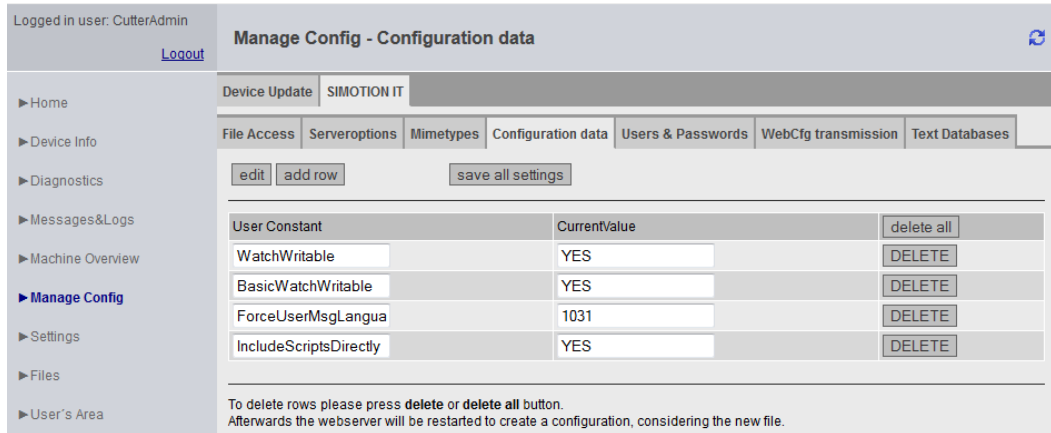 Logged in user: CutterAdmin
Logout
Manage Config - Configuration data
Device Update SIMOTION IT
File Access Serveroptions Mimetypes Configuration data Users & Passwords WebCfg transmission Text Databases
►Home
►Device Info
►Diagnostics
►Messages&Logs
►Machine Overview
►Manage Config
►Settings
►Files
►User´s Area
edit add row save all settings
User Constant CurrentValue delete all
WatchWritable YES DELETE
BasicWatchWritable YES DELETE
ForceUserMsgLangua 1031 DELETE
IncludeScriptsDirectly YES DELETE
To delete rows please press delete or delete all button.
Afterwards the webserver will be restarted to create a configuration, considering the new file.